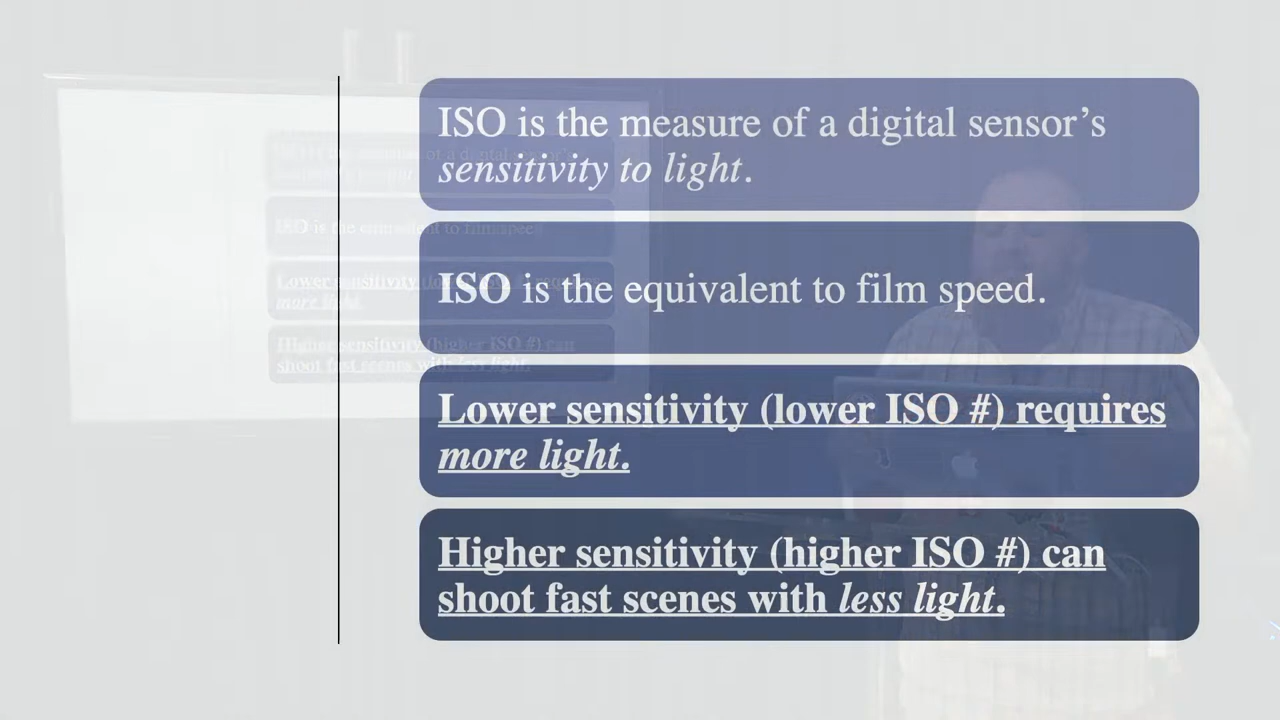 ISO is the measure of a digital sensor’s
sensitivity to light.
ISO is the equivalent to film speed.
Lower sensitivity (lower ISO #) requires
more light.
Higher sensitivity (higher ISO #) can
shoot fast scenes with less light.